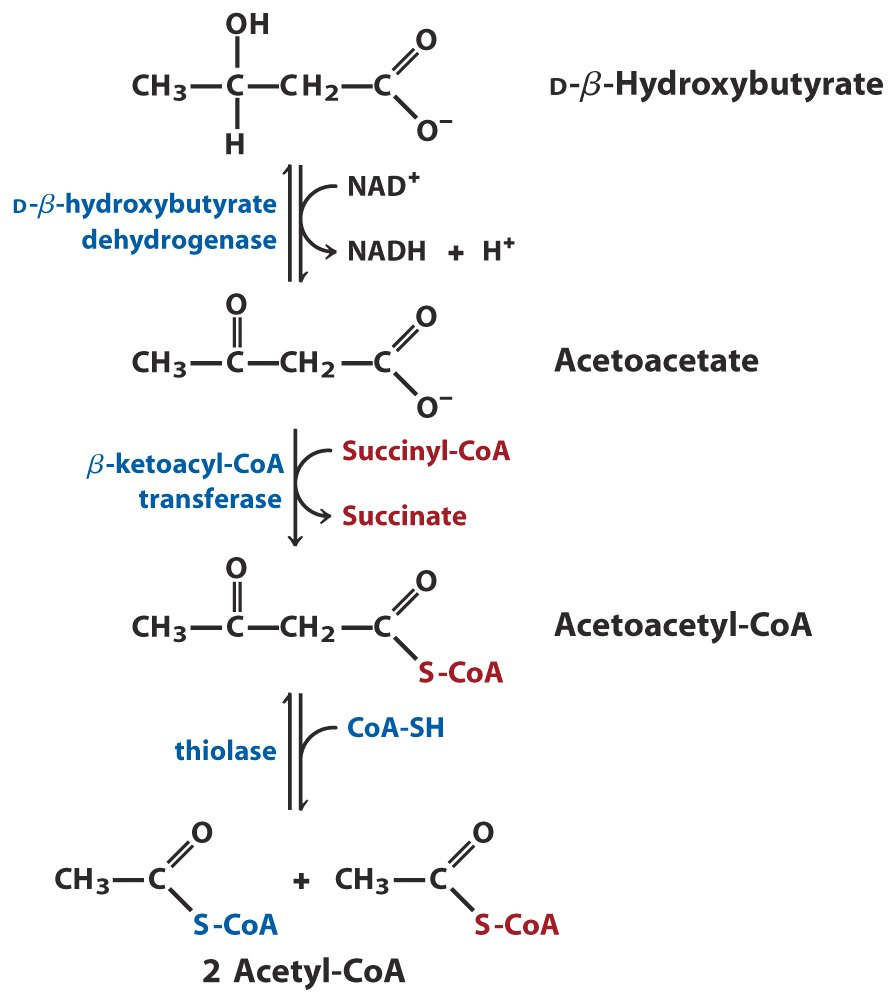 OH
O
CH₃—C—CH₂—C
O⁻
H
D-β-Hydroxybutyrate
D-β-hydroxybutyrate
dehydrogenase
NAD⁺
NADH + H⁺
O
O
CH₃—C—CH₂—C
O⁻
Acetoacetate
β-ketoacyl-CoA
transferase
Succinyl-CoA
Succinate
O
O
CH₃—C—CH₂—C
S-CoA
Acetoacetyl-CoA
thiolase
CoA-SH
O
O
CH₃—C + CH₃—C
S-CoA
S-CoA
2 Acetyl-CoA